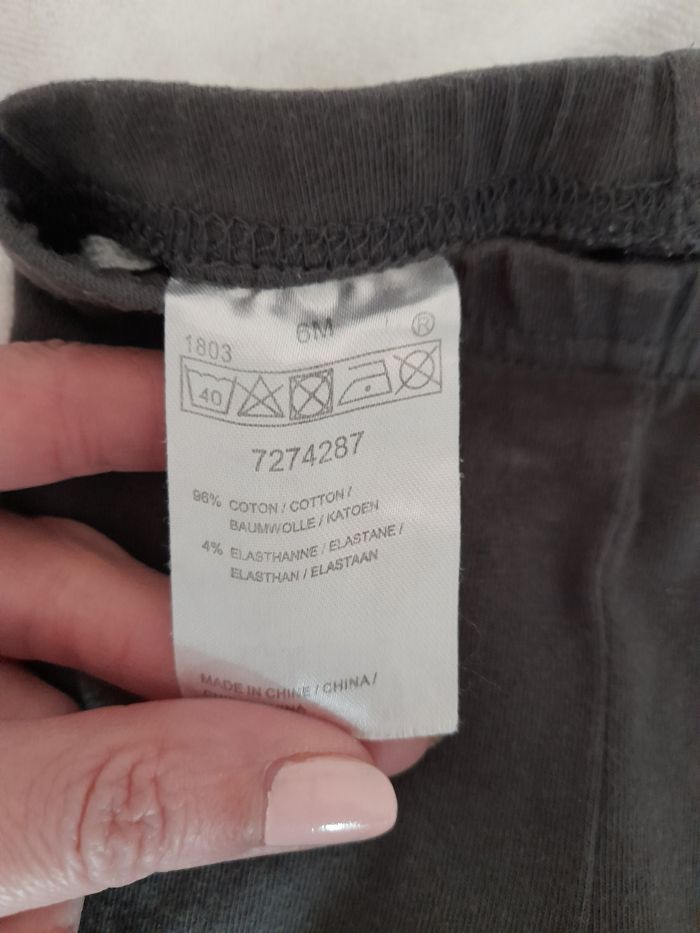 6M ®
1803
40
7274287
96% COTON / COTTON /
BAUMWOLLE / KATOEN
4% ELASTHANNE / ELASTANE /
ELASTHAN / ELASTAAN
MADE IN CHINE / CHINA /